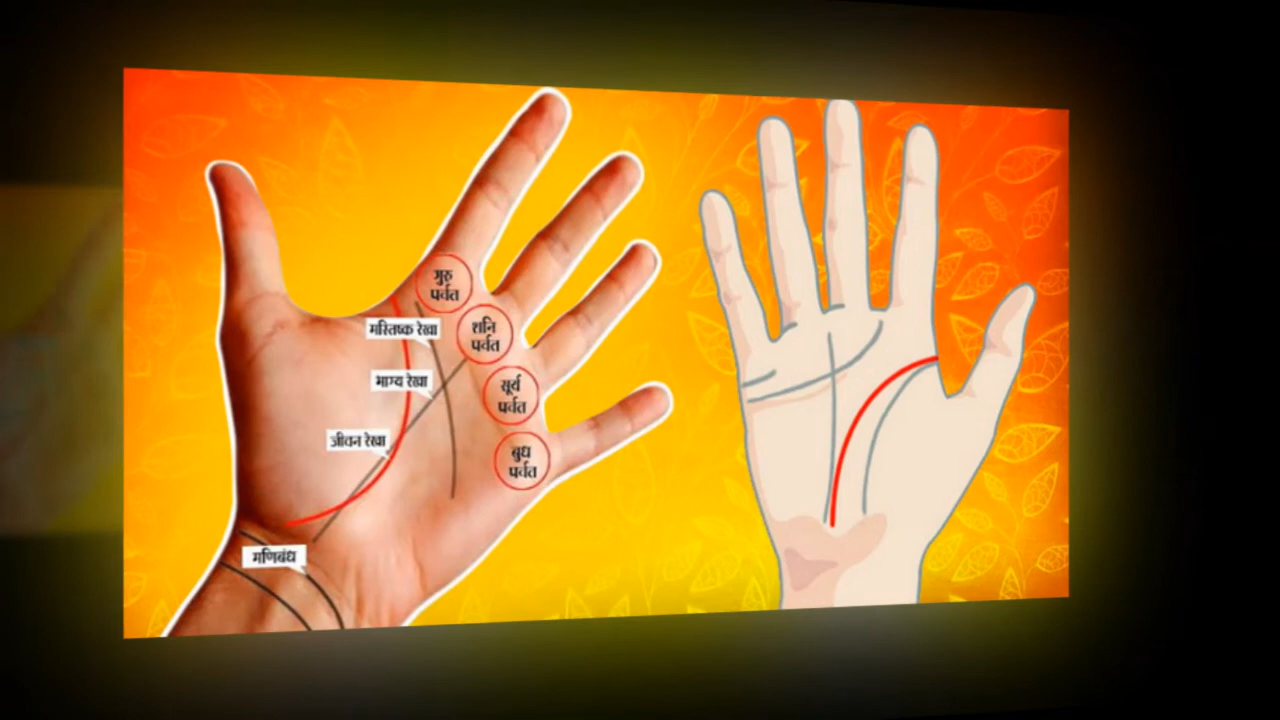 गुरु
पर्वत
मस्तिष्क रेखा
शनि
पर्वत
भाग्य रेखा
सूर्य
पर्वत
जीवन रेखा
बुध
पर्वत
मणिबंध